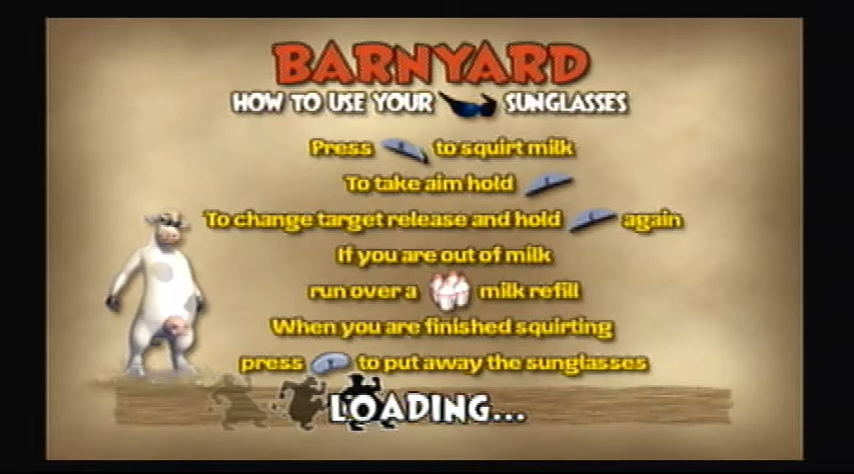 BARNYARD
HOW TO USE YOUR SUNGLASSES
Press to squirt milk
To take aim hold
To change target release and hold again
If you are out of milk
run over a milk refill
When you are finished squirting
press to put away the sunglasses
LOADING...